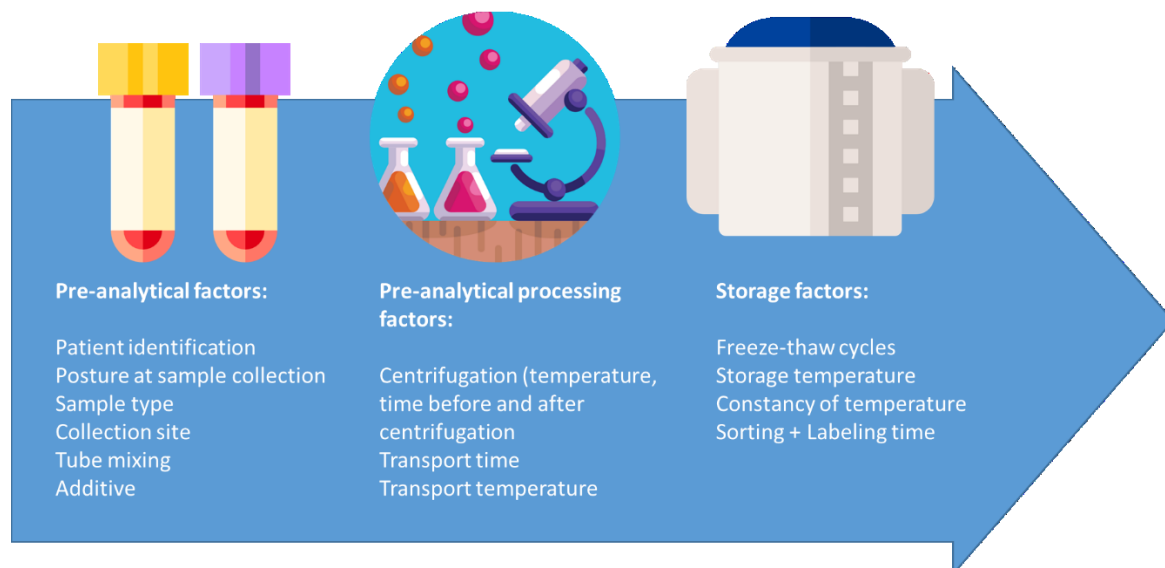 Pre-analytical factors:
Patient identification
Posture at sample collection
Sample type
Collection site
Tube mixing
Additive
Pre-analytical processing
factors:
Centrifugation (temperature,
time before and after
centrifugation
Transport time
Transport temperature
Storage factors:
Freeze-thaw cycles
Storage temperature
Constancy of temperature
Sorting + Labeling time